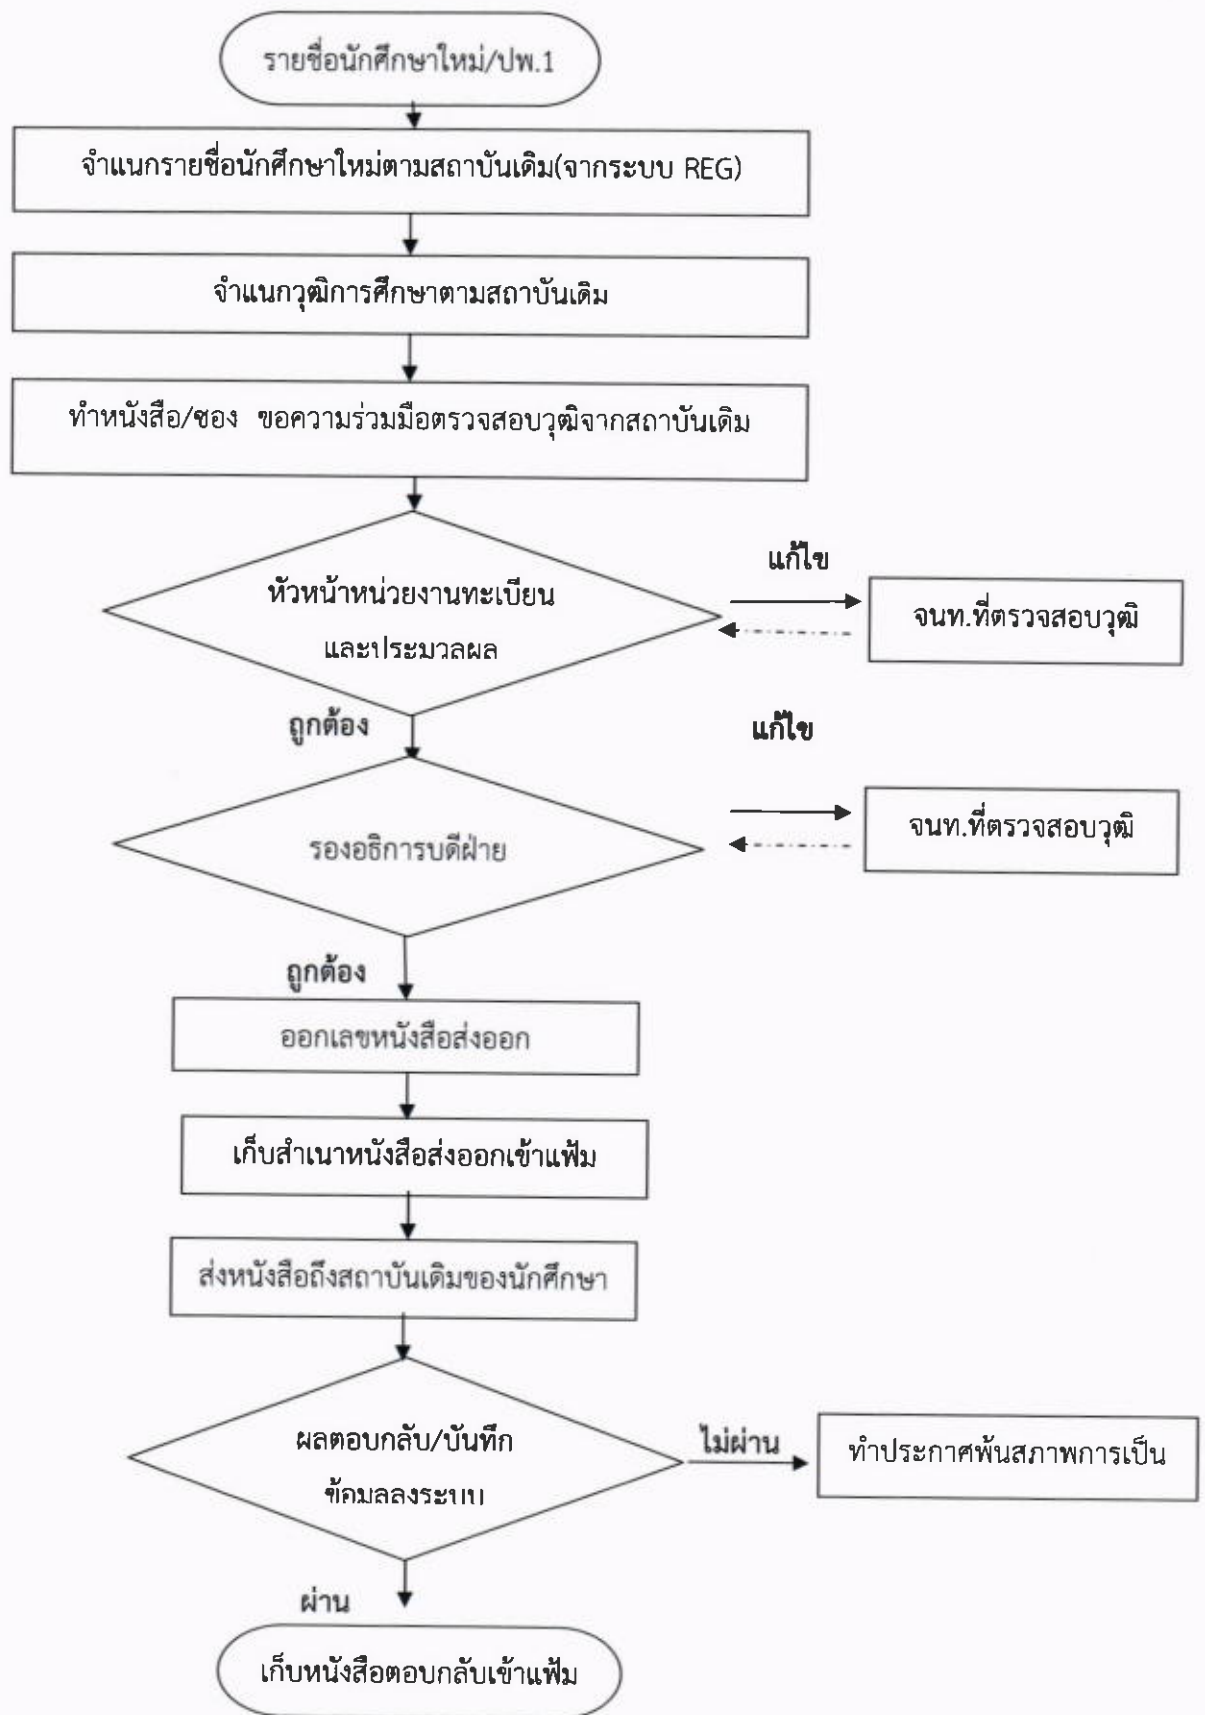 รายชื่อนักศึกษาใหม่/ปพ.1
จำแนกรายชื่อนักศึกษาใหม่ตามสถาบันเดิม(จากระบบ REG)
จำแนกวุฒิการศึกษาตามสถาบันเดิม
ทำหนังสือ/ซอง ขอความร่วมมือตรวจสอบวุฒิจากสถาบันเดิม
หัวหน้าหน่วยงานทะเบียน
และประมวลผล
แก้ไข
จนท.ที่ตรวจสอบวุฒิ
ถูกต้อง
แก้ไข
รองอธิการบดีฝ่าย
จนท.ที่ตรวจสอบวุฒิ
ถูกต้อง
ออกเลขหนังสือส่งออก
เก็บสำเนาหนังสือส่งออกเข้าแฟ้ม
ส่งหนังสือถึงสถาบันเดิมของนักศึกษา
ผลตอบกลับ/บันทึก
ข้อมูลลงระบบ
ไม่ผ่าน
ทำประกาศพ้นสภาพการเป็น
ผ่าน
เก็บหนังสือตอบกลับเข้าแฟ้ม